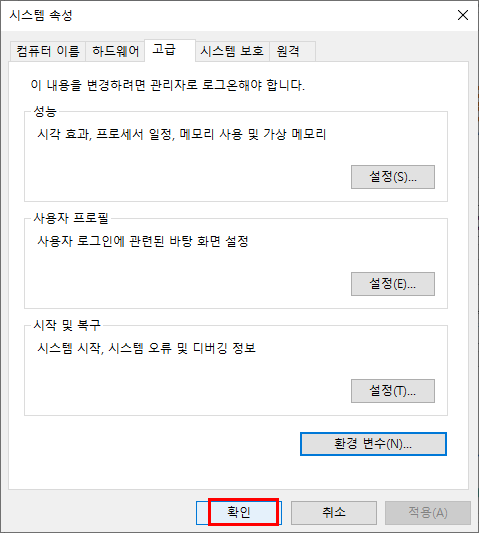 시스템 속성
컴퓨터 이름 하드웨어 고급 시스템 보호 원격
이 내용을 변경하려면 관리자로 로그온해야 합니다.
성능
시각 효과, 프로세서 일정, 메모리 사용 및 가상 메모리
설정(S)...
사용자 프로필
사용자 로그인에 관련된 바탕 화면 설정
설정(E)...
시작 및 복구
시스템 시작, 시스템 오류 및 디버깅 정보
설정(T)...
환경 변수(N)...
확인 취소 적용(A)